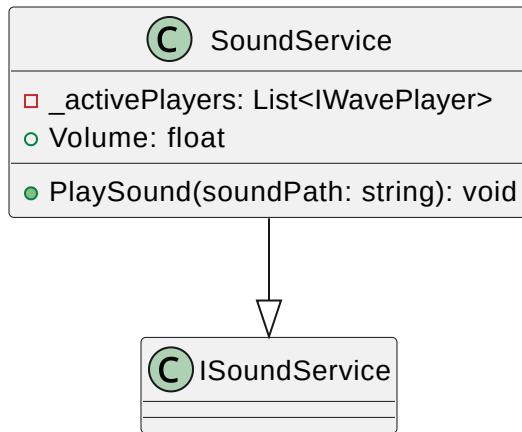 C SoundService
_activePlayers: List<IWavePlayer>
Volume: float
PlaySound(soundPath: string): void
C ISoundService